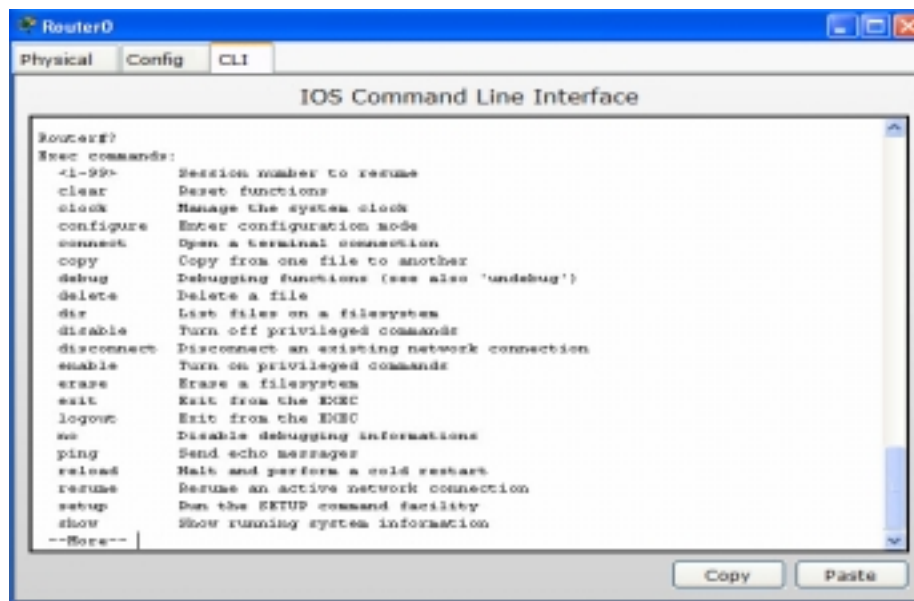 Router0
Physical Config CLI
IOS Command Line Interface
Router#?
Exec commands:
<1-99> Session number to resume
clear Reset functions
clock Manage the system clock
configure Enter configuration mode
connect Open a terminal connection
copy Copy from one file to another
debug Debugging functions (see also 'undebug')
delete Delete a file
dir List files on a filesystem
disable Turn off privileged commands
disconnect Disconnect an existing network connection
enable Turn on privileged commands
erase Erase a filesystem
exit Exit from the EXEC
logout Exit from the EXEC
no Disable debugging informations
ping Send echo messages
reload Halt and perform a cold restart
resume Resume an active network connection
setup Run the SETUP command facility
show Show running system information
--More--
Copy Paste